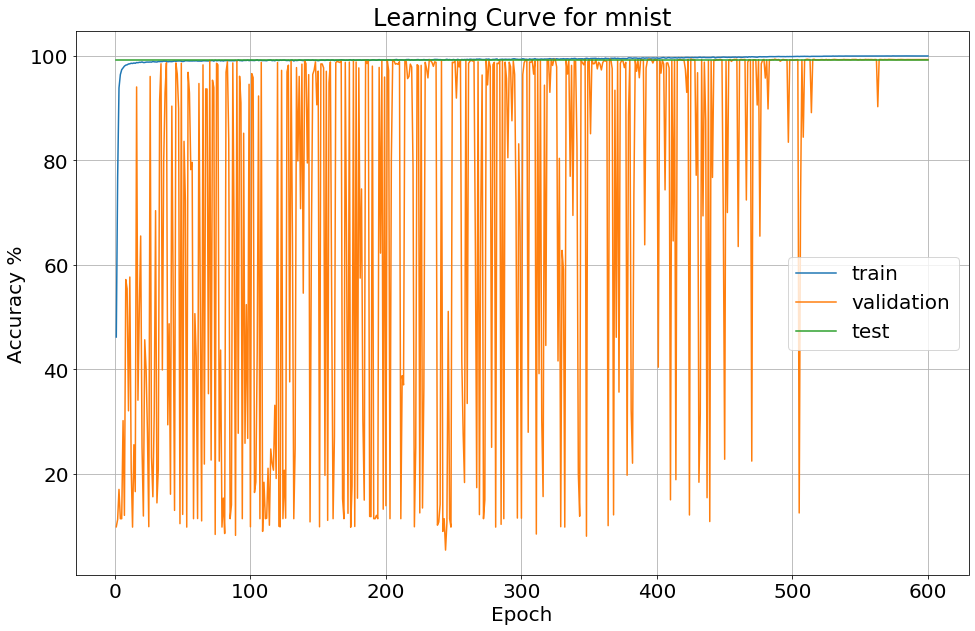 Learning Curve for mnist
Accuracy %
100
80
60
40
20
train
validation
test
0 100 200 300 400 500 600
Epoch